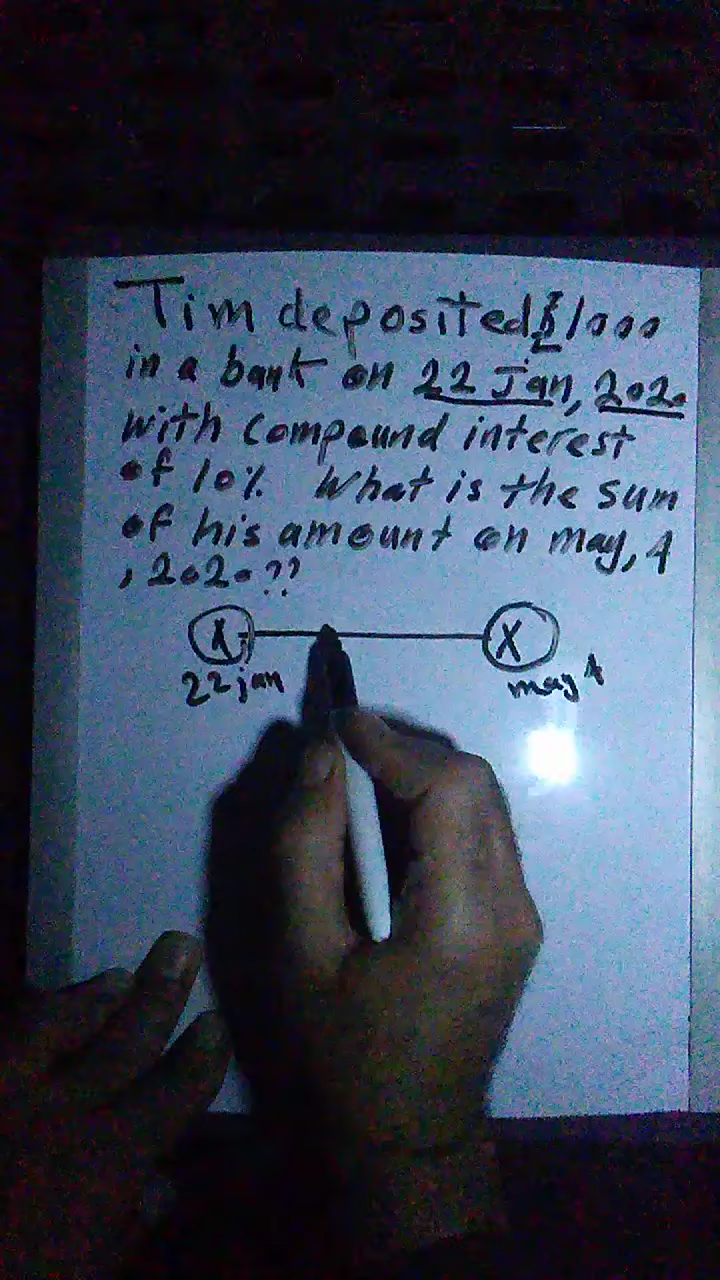 Tim deposited $1000
in a bank on 22 Jan, 2020
with compound interest
of 10% What is the sum
of his amount on may, 4
, 2020??
X X
22 jan may 4